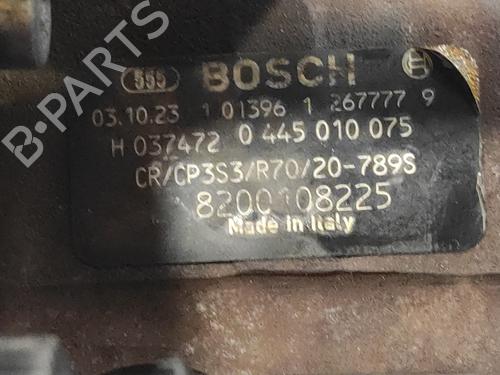 555 BOSCH
03.10.23 1 01396 1 267777 9
H 037472 0 445 010 075
CR/CP3S3/R70/20-789S
8200108225
Made in Italy
B-PARTS